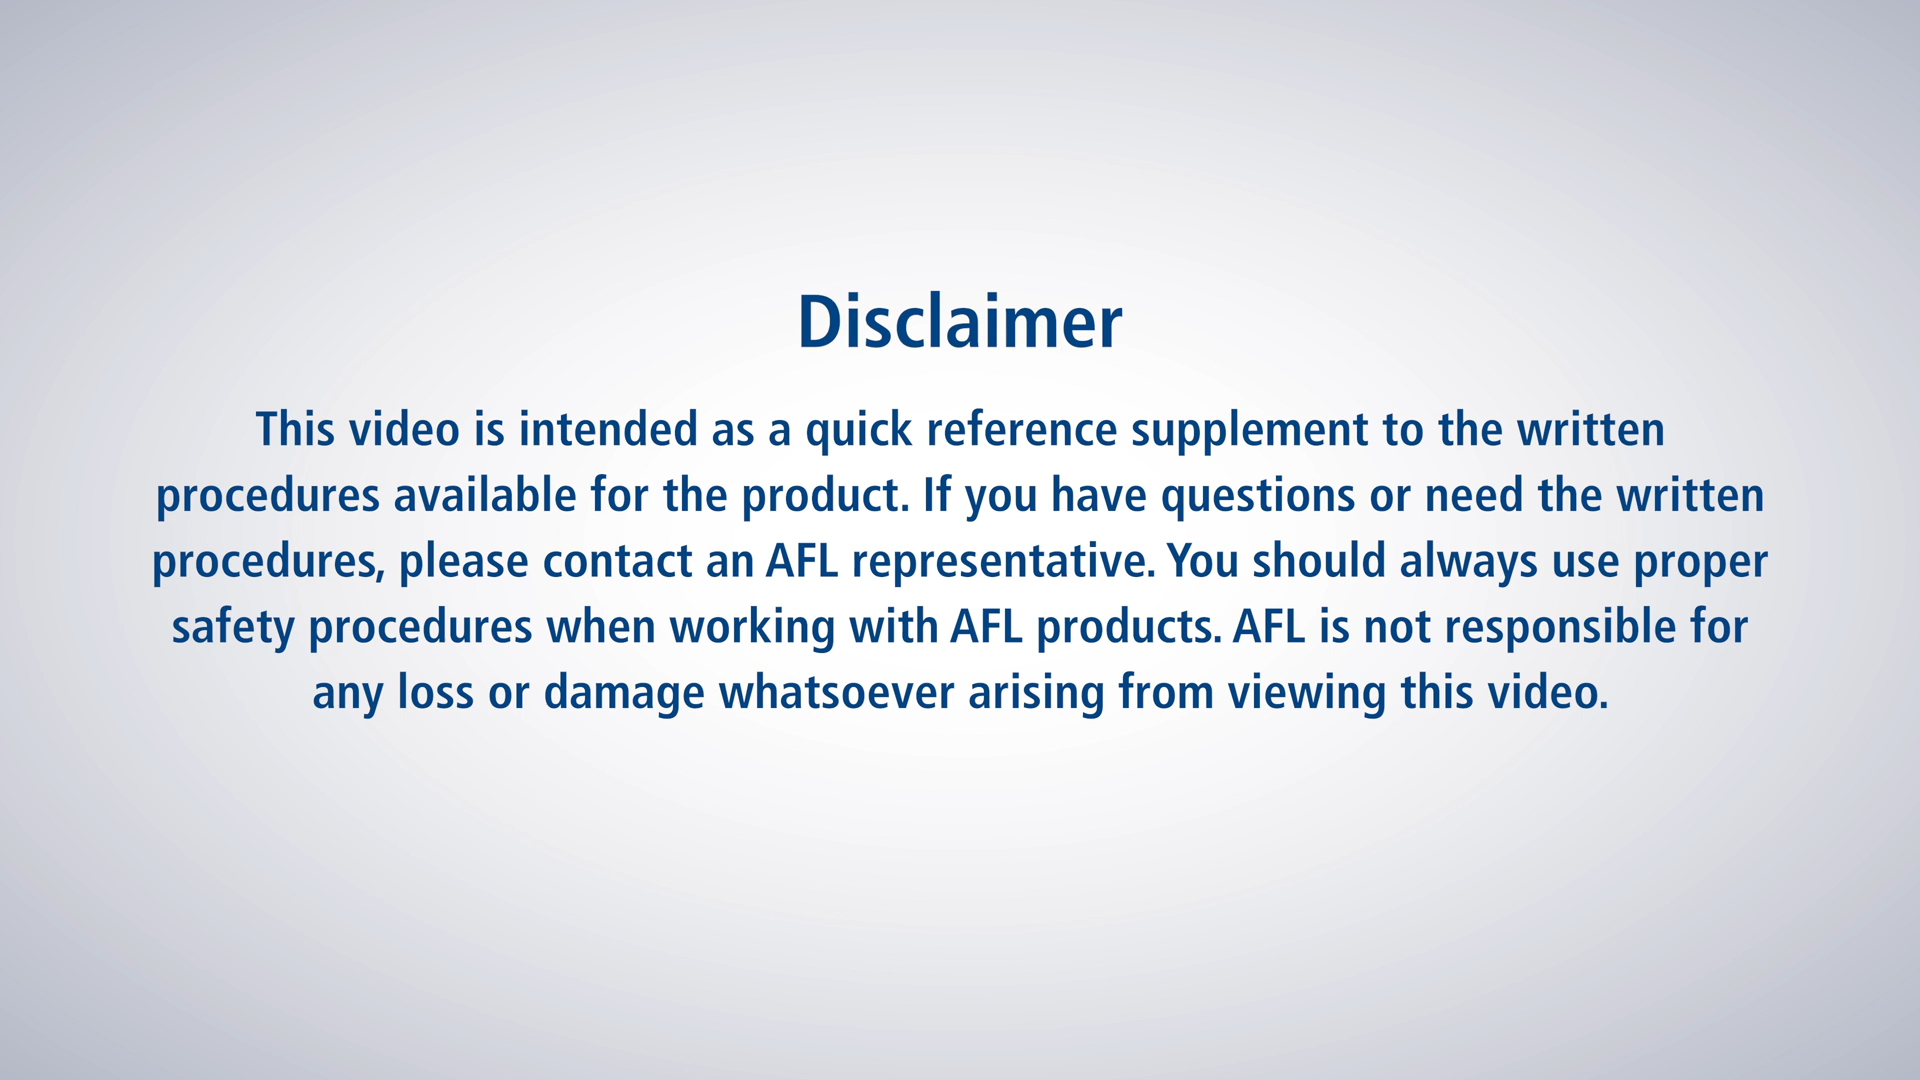 Disclaimer
This video is intended as a quick reference supplement to the written
procedures available for the product. If you have questions or need the written
procedures, please contact an AFL representative. You should always use proper
safety procedures when working with AFL products. AFL is not responsible for
any loss or damage whatsoever arising from viewing this video.